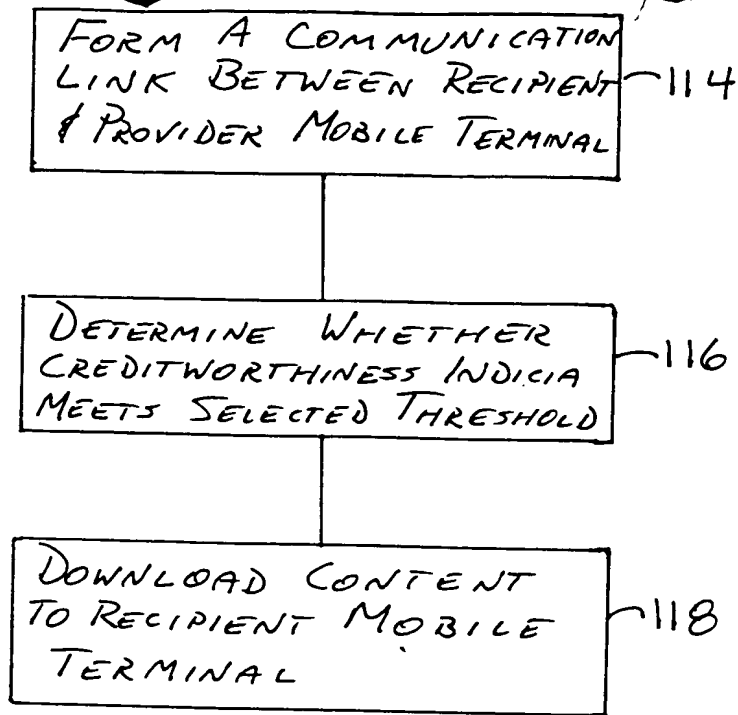 FORM A COMMUNICATION
LINK BETWEEN RECIPIENT
& PROVIDER MOBILE TERMINAL
114
DETERMINE WHETHER
CREDITWORTHINESS INDICIA
MEETS SELECTED THRESHOLD
116
DOWNLOAD CONTENT
TO RECIPIENT MOBILE
TERMINAL
118